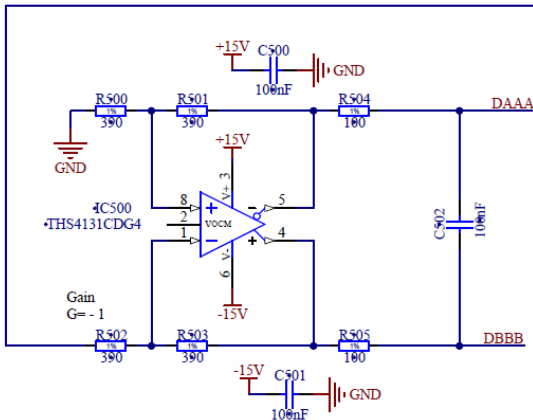 +15V
C500
100nF
GND
R500
1%
390
R501
1%
390
R504
1%
100
DAAA
GND
+15V
3
V+
8
+
-
5
IC500
THS4131CDG4
2
VOCM
1
-
+
4
V-
6
-15V
C502
100nF
Gain
G= - 1
R502
1%
390
R503
1%
390
R505
1%
100
DBBB
-15V
C501
100nF
GND